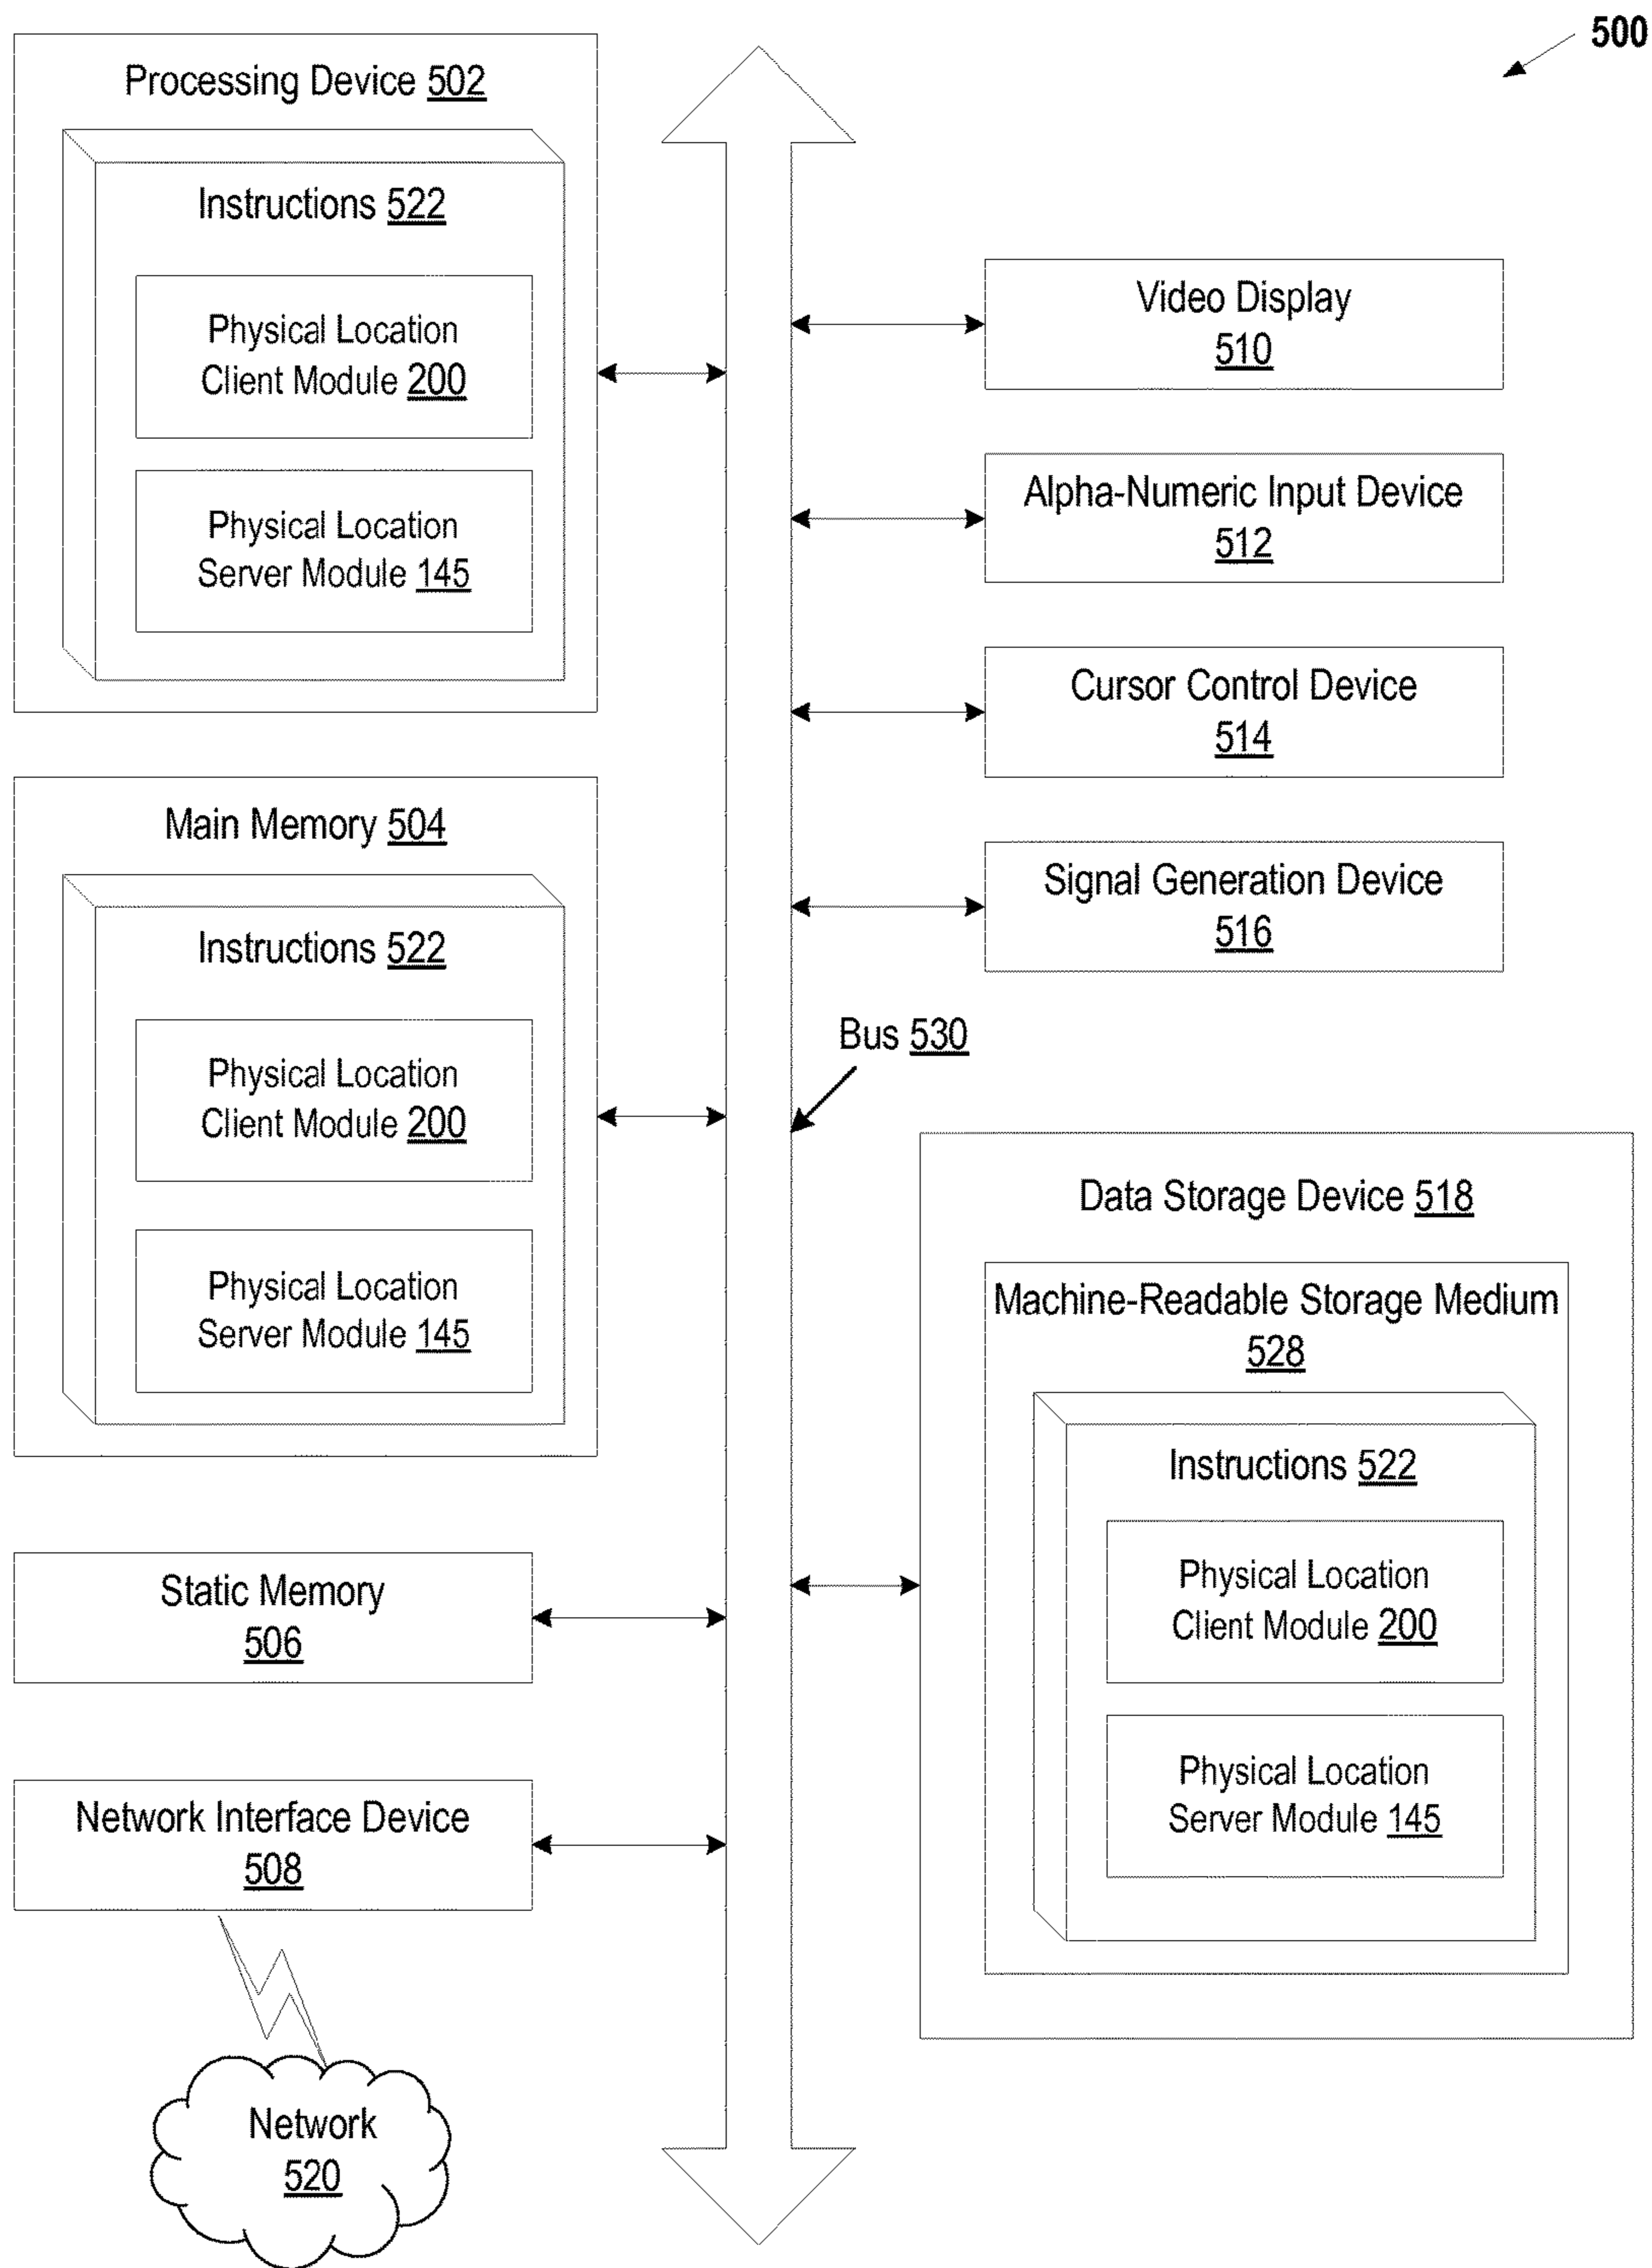 500
Processing Device 502
Instructions 522
Physical Location
Client Module 200
Physical Location
Server Module 145
Main Memory 504
Instructions 522
Physical Location
Client Module 200
Physical Location
Server Module 145
Static Memory
506
Network Interface Device
508
Network
520
Video Display
510
Alpha-Numeric Input Device
512
Cursor Control Device
514
Signal Generation Device
516
Bus 530
Data Storage Device 518
Machine-Readable Storage Medium
528
Instructions 522
Physical Location
Client Module 200
Physical Location
Server Module 145